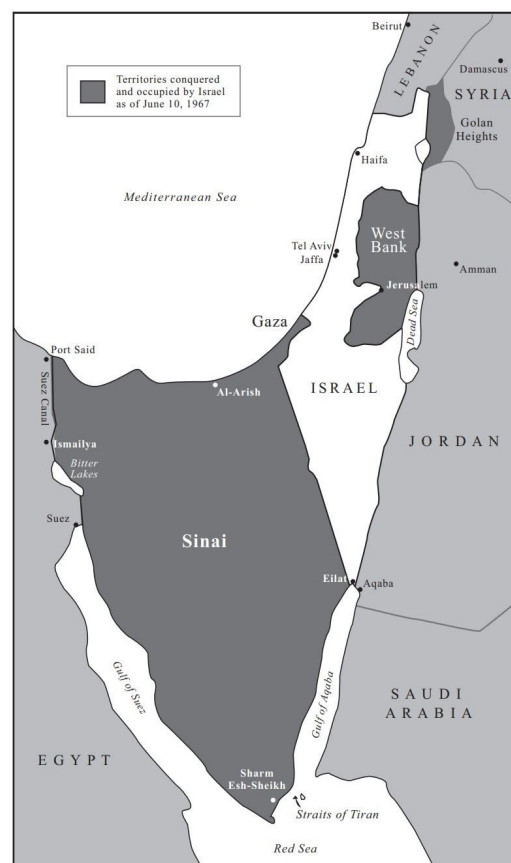 Beirut
LEBANON
Damascus
SYRIA
Territories conquered
and occupied by Israel
as of June 10, 1967
Golan
Heights
Haifa
Mediterranean Sea
West
Bank
Tel Aviv
Jaffa
Amman
Jerusalem
Dead Sea
Gaza
Port Said
Suez Canal
Al-Arish
ISRAEL
Ismailya
JORDAN
Bitter
Lakes
Suez
Sinai
Eilat
Aqaba
Gulf of Suez
Gulf of Aqaba
SAUDI
ARABIA
EGYPT
Sharm
Esh-Sheikh
Straits of Tiran
Red Sea